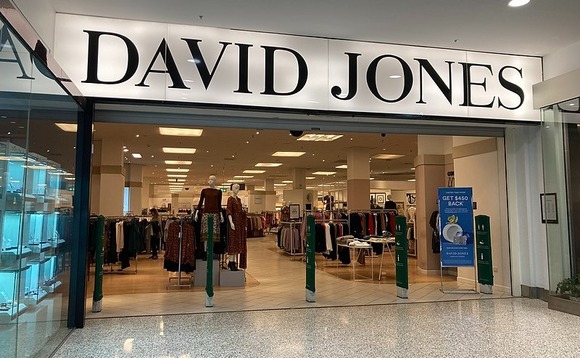 DAVID JONES
GET $450
BACK